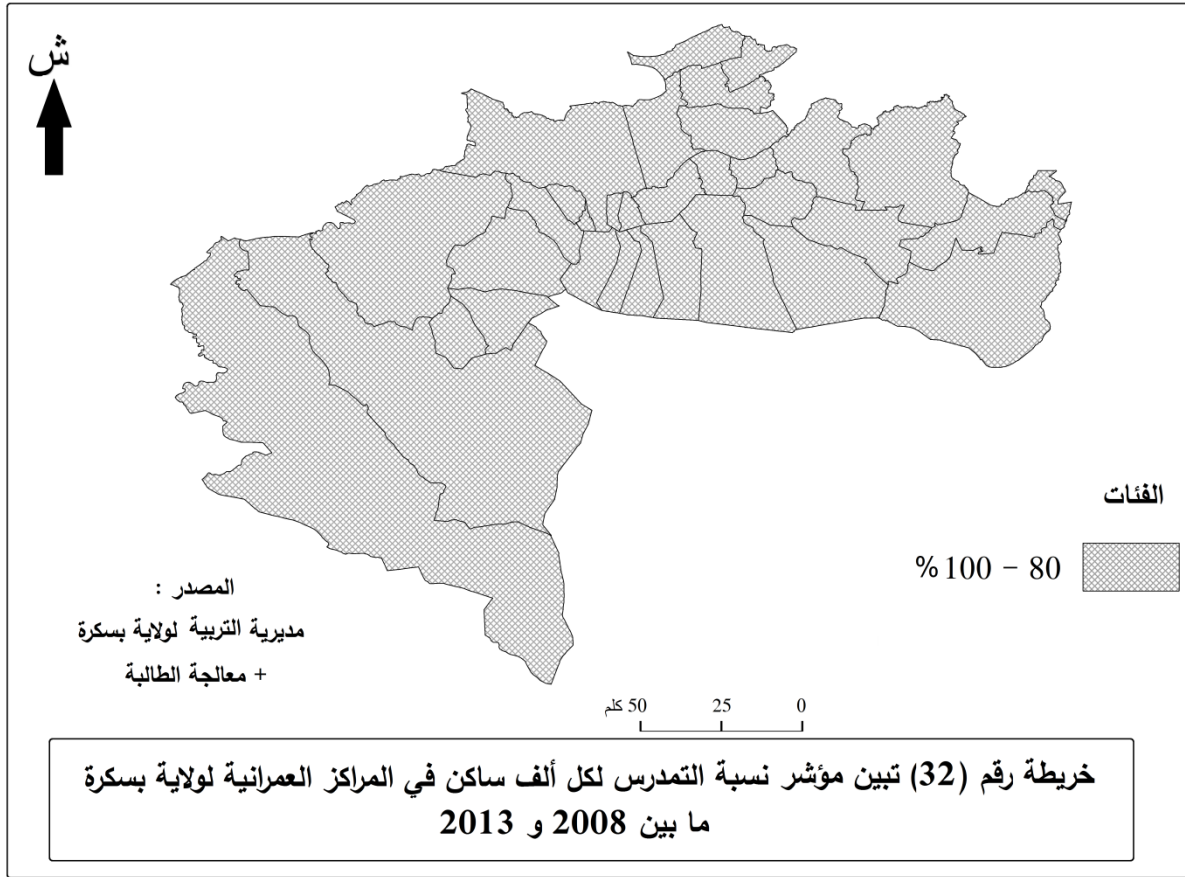 ش
الفئات
80 - 100 %
المصدر :
مديرية التربية لولاية بسكرة
+ معالجة الطالبة
0 25 50 كلم
خريطة رقم (32) تبين مؤشر نسبة التمدرس لكل ألف ساكن في المراكز العمرانية لولاية بسكرة
ما بين 2008 و 2013